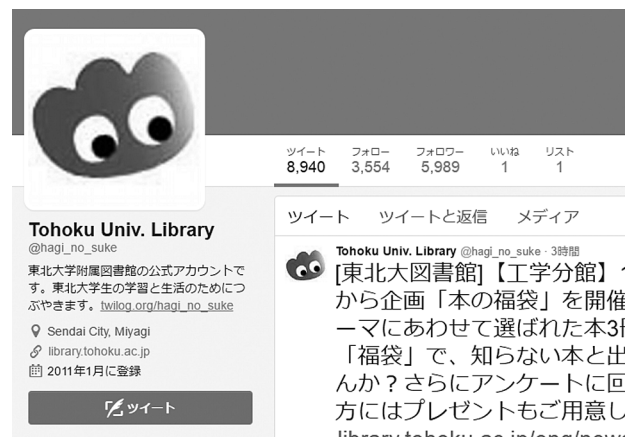 ツイート フォロー フォロワー いいね リスト
8,940 3,554 5,989 1 1
Tohoku Univ. Library
@hagi_no_suke
東北大学附属図書館の公式アカウントで
す。東北大学生の学習と生活のためにつ
ぶやきます。twilog.org/hagi_no_suke
Sendai City, Miyagi
library.tohoku.ac.jp
2011年1月に登録
ツイート
ツイート ツイートと返信 メディア
Tohoku Univ. Library @hagi_no_suke · 3時間
[東北大図書館]【工学分館】
から企画「本の福袋」を開催
ーマにあわせて選ばれた本3
「福袋」で、知らない本と出
んか？さらにアンケートに回
方にはプレゼントもご用意し
library.tohoku.ac.jp/eng/new